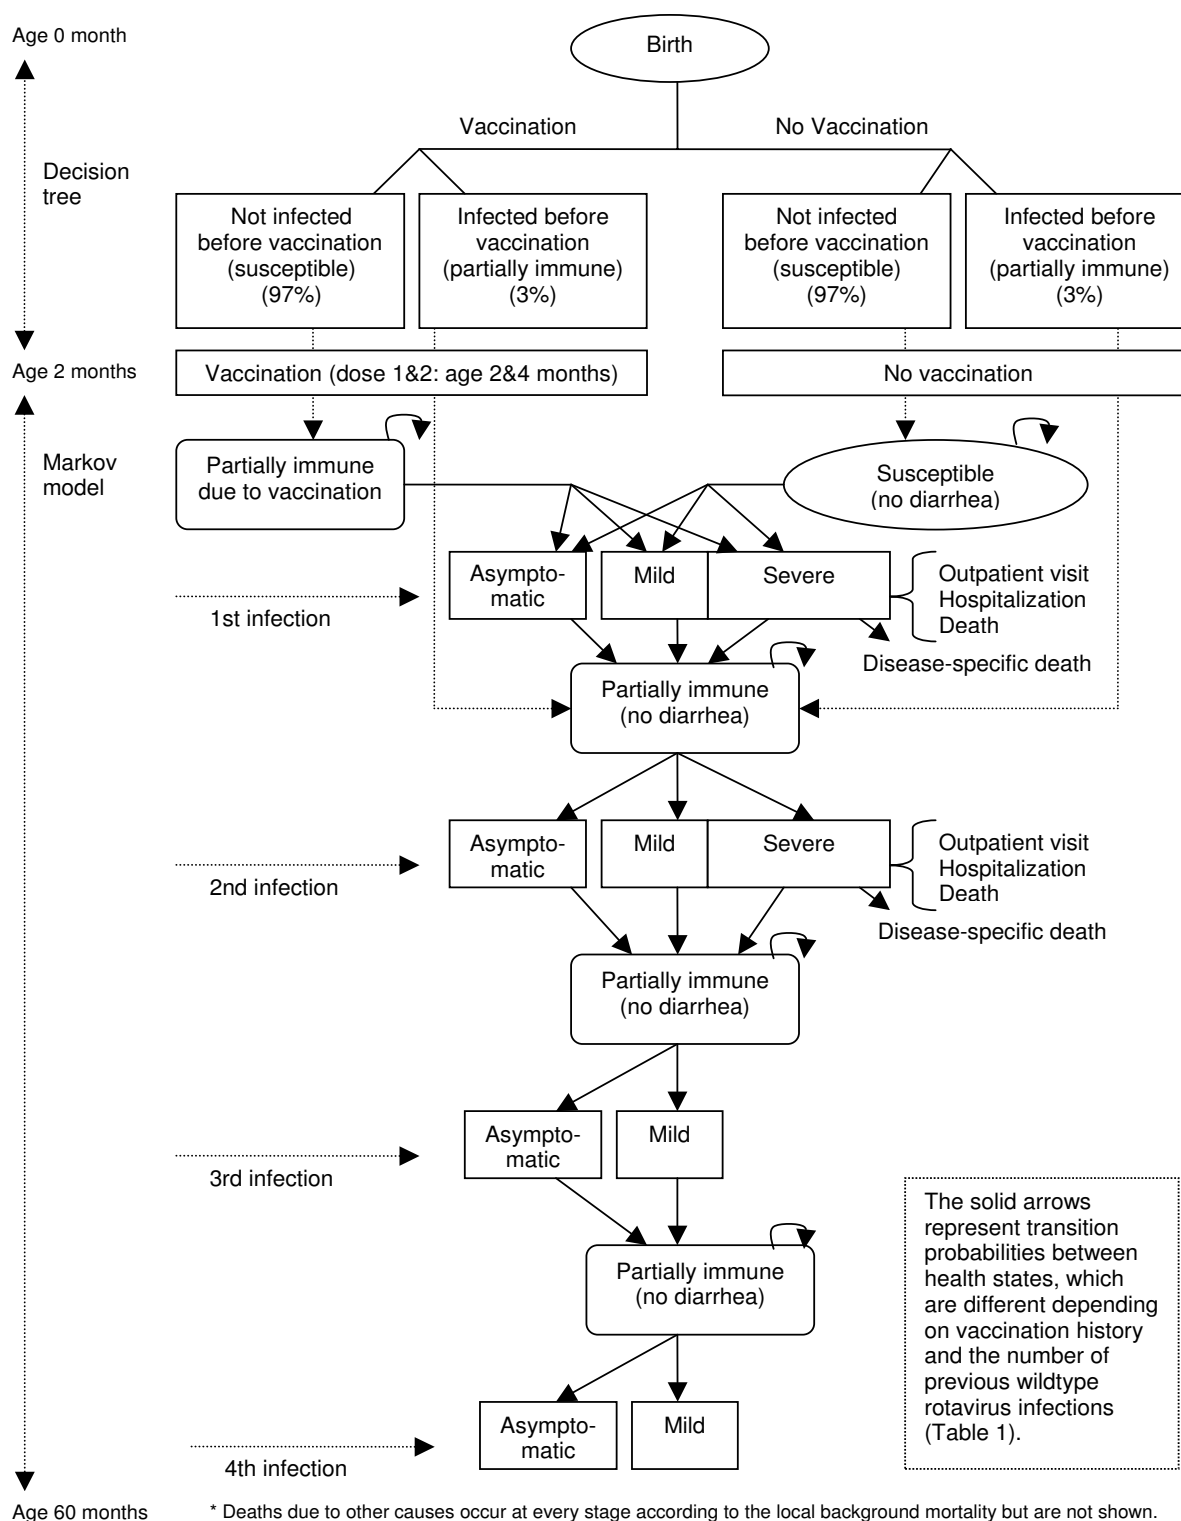 Age 0 month
Birth
Vaccination
No Vaccination
Decision
tree
Not infected
before vaccination
(susceptible)
(97%)
Infected before
vaccination
(partially immune)
(3%)
Not infected
before vaccination
(susceptible)
(97%)
Infected before
vaccination
(partially immune)
(3%)
Age 2 months
Vaccination (dose 1&2: age 2&4 months)
No vaccination
Markov
model
Partially immune
due to vaccination
Susceptible
(no diarrhea)
Asympto-
matic
Mild
Severe
Outpatient visit
Hospitalization
Death
1st infection
Disease-specific death
Partially immune
(no diarrhea)
Asympto-
matic
Mild
Severe
Outpatient visit
Hospitalization
Death
2nd infection
Disease-specific death
Partially immune
(no diarrhea)
Asympto-
matic
Mild
3rd infection
Partially immune
(no diarrhea)
The solid arrows
represent transition
probabilities between
health states, which
are different depending
on vaccination history
and the number of
previous wildtype
rotavirus infections
(Table 1).
Asympto-
matic
Mild
4th infection
Age 60 months
* Deaths due to other causes occur at every stage according to the local background mortality but are not shown.